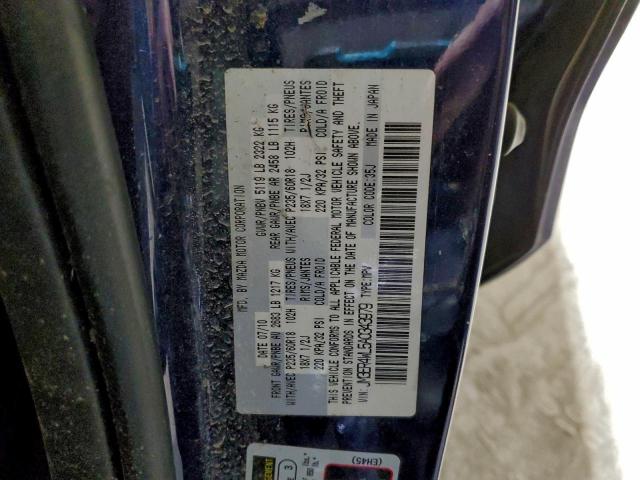 MFD. BY MAZDA MOTOR CORPORATION
DATE: 07/10 GVWR/PNBV 5119 LB 2322 KG
FRONT GAWR/PNBE AV 2683 LB 1217 KG REAR GAWR/PNBE AR 2458 LB 1115 KG
WITH/AVEC P235/60R18 102H TIRES/PNEUS WITH/AVEC P235/60R18 102H TIRES/PNEUS
18X7 1/2J RIMS/JANTES 18X7 1/2J RIMS/JANTES
220 KPA/32 PSI COLD/A FROID 220 KPA/32 PSI COLD/A FROID
THIS VEHICLE CONFORMS TO ALL APPLICABLE FEDERAL MOTOR VEHICLE SAFETY AND THEFT
PREVENTION STANDARDS IN EFFECT ON THE DATE OF MANUFACTURE SHOWN ABOVE.
VIN: JM3ER4WL5A0343979 TYPE:MPV COLOR CODE:35J MADE IN JAPAN
(EH45)
3